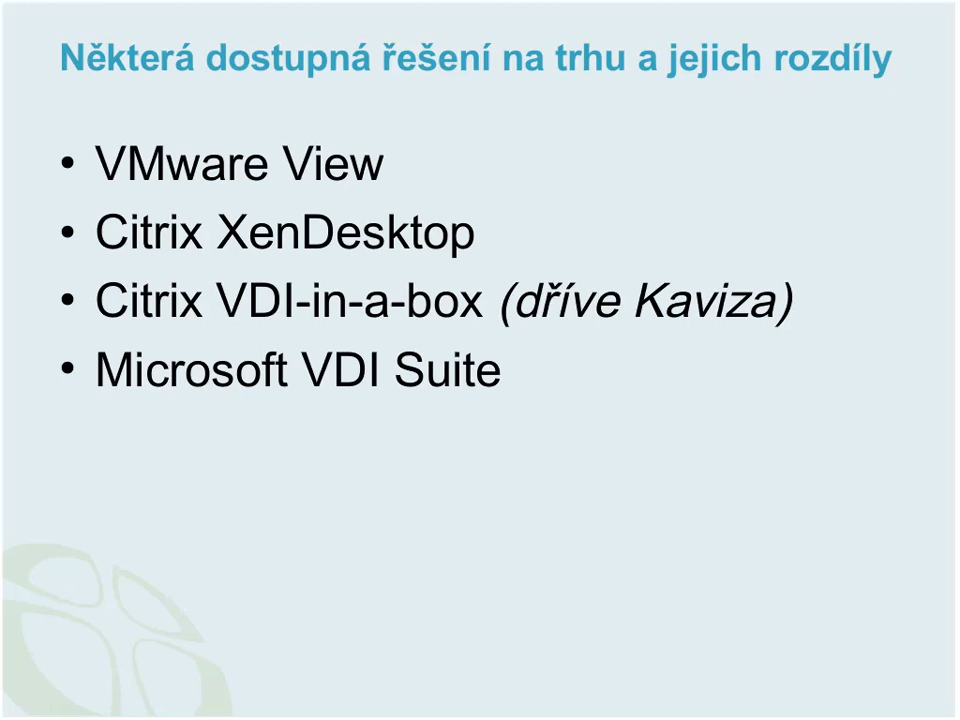 Některá dostupná řešení na trhu a jejich rozdíly
• VMware View
• Citrix XenDesktop
• Citrix VDI-in-a-box (dříve Kaviza)
• Microsoft VDI Suite